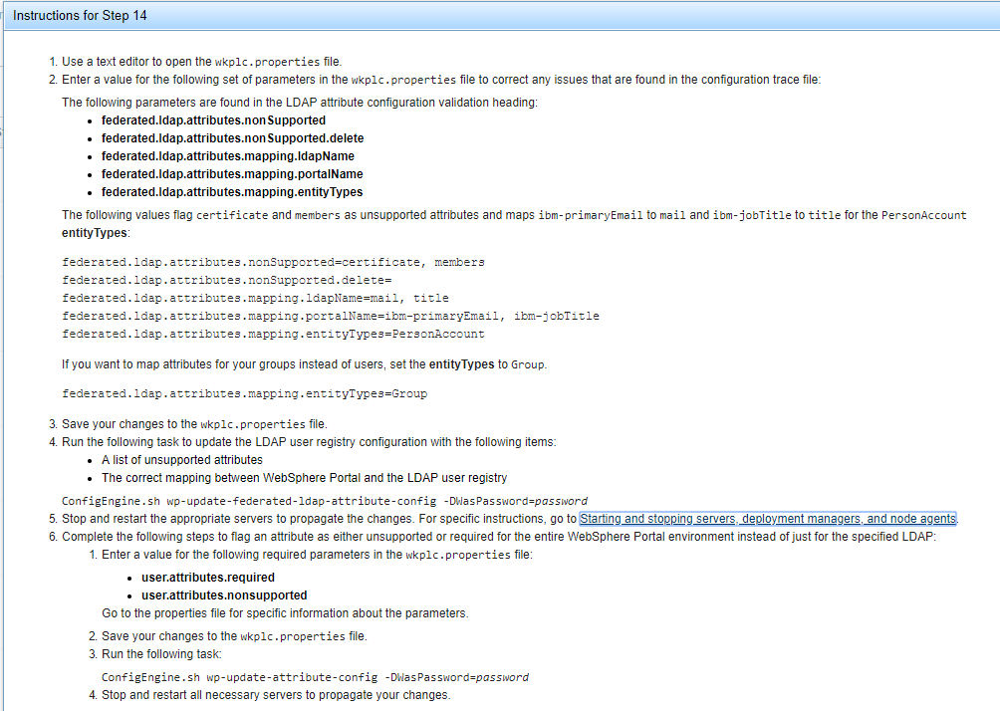 Instructions for Step 14
1. Use a text editor to open the wkplc.properties file.
2. Enter a value for the following set of parameters in the wkplc.properties file to correct any issues that are found in the configuration trace file:
The following parameters are found in the LDAP attribute configuration validation heading:
• federated.ldap.attributes.nonSupported
• federated.ldap.attributes.nonSupported.delete
• federated.ldap.attributes.mapping.ldapName
• federated.ldap.attributes.mapping.portalName
• federated.ldap.attributes.mapping.entityTypes
The following values flag certificate and members as unsupported attributes and maps ibm-primaryEmail to mail and ibm-jobTitle to title for the PersonAccount
entityTypes:
federated.ldap.attributes.nonSupported=certificate, members
federated.ldap.attributes.nonSupported.delete=
federated.ldap.attributes.mapping.ldapName=mail, title
federated.ldap.attributes.mapping.portalName=ibm-primaryEmail, ibm-jobTitle
federated.ldap.attributes.mapping.entityTypes=PersonAccount
If you want to map attributes for your groups instead of users, set the entityTypes to Group.
federated.ldap.attributes.mapping.entityTypes=Group
3. Save your changes to the wkplc.properties file.
4. Run the following task to update the LDAP user registry configuration with the following items:
• A list of unsupported attributes
• The correct mapping between WebSphere Portal and the LDAP user registry
ConfigEngine.sh wp-update-federated-ldap-attribute-config -DWasPassword=password
5. Stop and restart the appropriate servers to propagate the changes. For specific instructions, go to Starting and stopping servers, deployment managers, and node agents.
6. Complete the following steps to flag an attribute as either unsupported or required for the entire WebSphere Portal environment instead of just for the specified LDAP:
1. Enter a value for the following required parameters in the wkplc.properties file:
• user.attributes.required
• user.attributes.nonsupported
Go to the properties file for specific information about the parameters.
2. Save your changes to the wkplc.properties file.
3. Run the following task:
ConfigEngine.sh wp-update-attribute-config -DWasPassword=password
4. Stop and restart all necessary servers to propagate your changes.